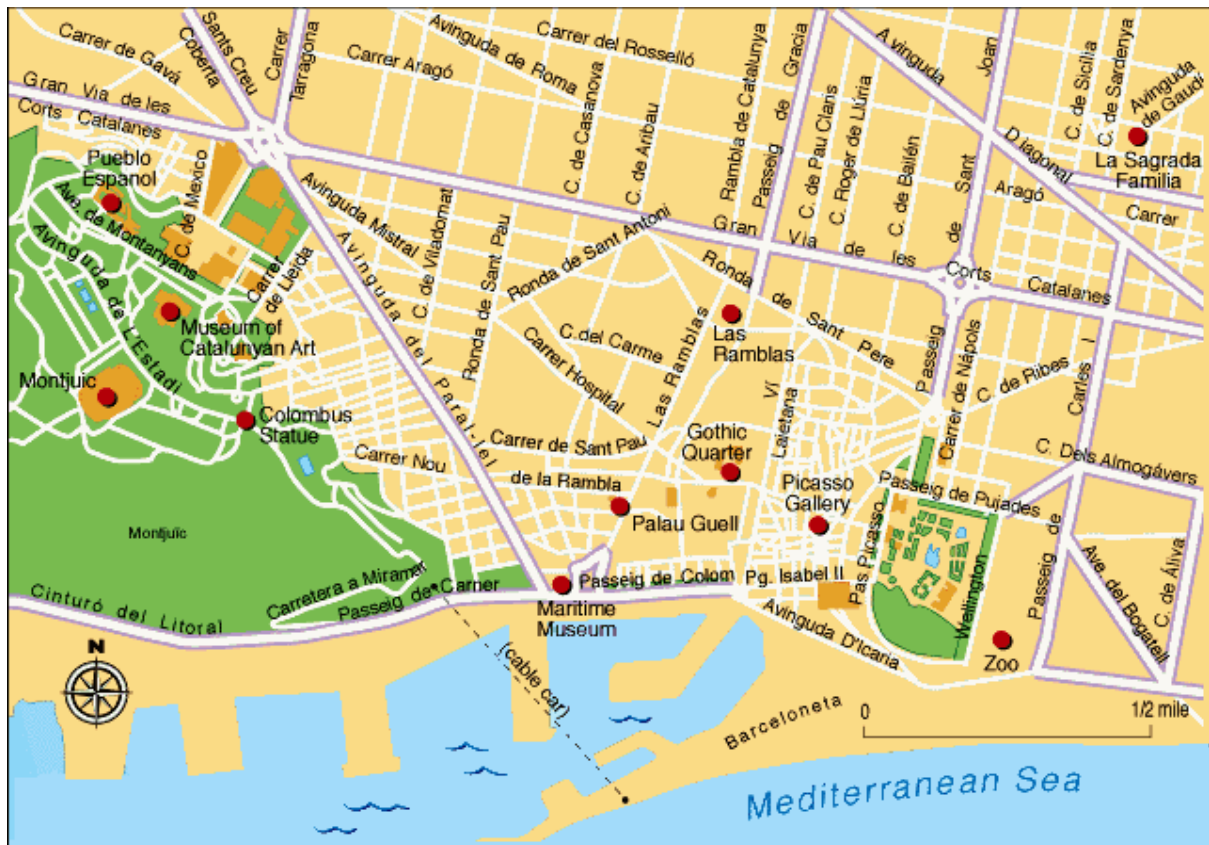 Carrer de Gavá
Sants Creu
Coberta
Carrer
Tarragona
Carrer Aragó
Avinguda de Roma
Carrer del Rosselló
C. de Casanova
C. de Aribau
Rambla de Catalunya
Passeig de Gracia
C. de Pau Claris
C. Roger de Llúria
C. de Bailén
Avinguda Diagonal
Passeig de Sant Joan
C. de Sicilia
C. de Sardenya
Avinguda
de Gaudí
La Sagrada
Familia
Aragó
Carrer
Gran Via de les
Corts Catalanes
Pueblo
Espanol
Ave. de Montanyans
C. de Mexico
Avinguda de L'Estadi
Carrer
de Lleida
Museum of
Catalunyan Art
Montjuic
Colombus
Statue
Avinguda Mistral
Avinguda del Paral-lel
C. de Viladomat
Ronda de Sant Pau
Ronda de Sant Antoni
Gran Via de les Corts Catalanes
Ronda de Sant Pere
C.del Carme
Carrer Hospital
Las Ramblas
Las
Ramblas
Vi
Laietana
Passeig
Carrer de Nápols
C. de Ribes
Carles I
C. Dels Almogávers
Carrer Nou
Carrer de Sant Pau
de la Rambla
Gothic
Quarter
Picasso
Gallery
Palau Guell
Passeig de Pujades
Pas Picasso
Wellington
Passeig de
Ave. del Bogatell
C. de Áliva
Montjuïc
Carretera a Miramer
Passeig de Carner
Cinturó del Litoral
Passeig de Colom
Pg. Isabel II
Maritime
Museum
Avinguda D'Icaria
Zoo
N
(cable car)
Barceloneta
0
1/2 mile
Mediterranean Sea